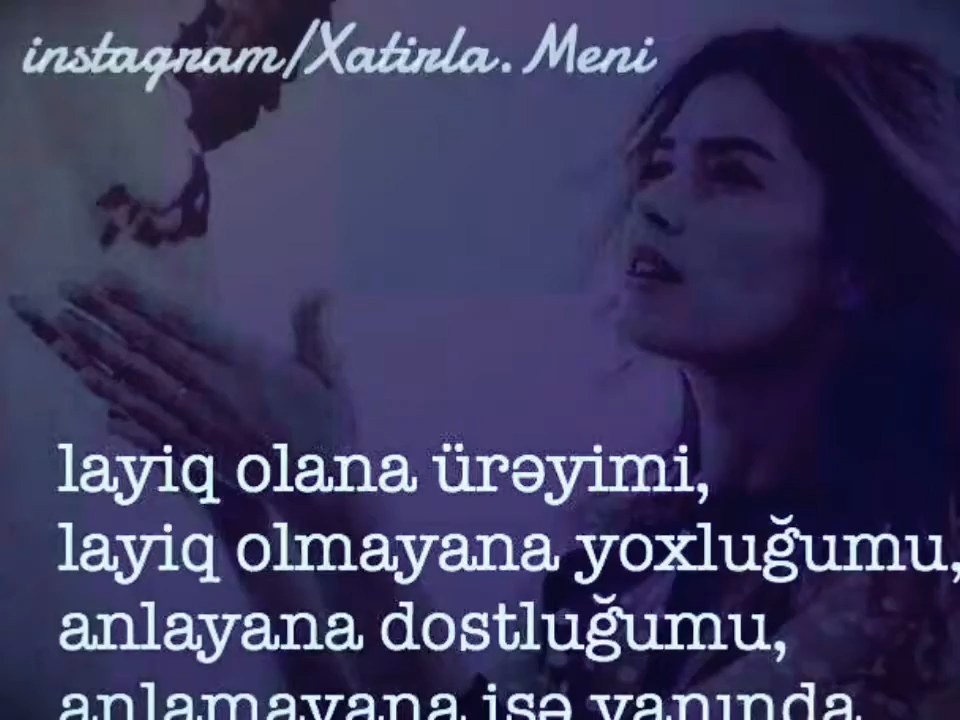 instagram/Xatirla.Meni
layiq olana ürəyimi,
layiq olmayana yoxluğumu,
anlayana dostluğumu,
anlamayana isə yanında